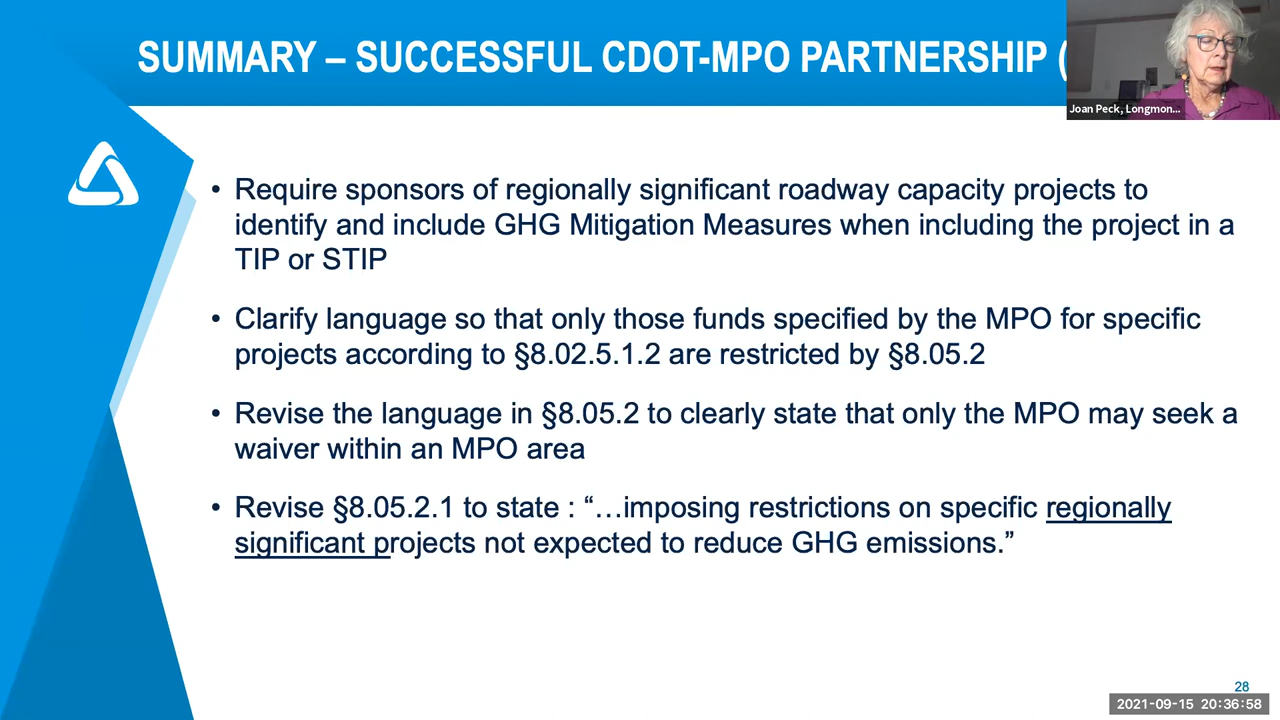 SUMMARY – SUCCESSFUL CDOT-MPO PARTNERSHIP (
Joan Peck, Longmon...
• Require sponsors of regionally significant roadway capacity projects to
identify and include GHG Mitigation Measures when including the project in a
TIP or STIP
• Clarify language so that only those funds specified by the MPO for specific
projects according to §8.02.5.1.2 are restricted by §8.05.2
• Revise the language in §8.05.2 to clearly state that only the MPO may seek a
waiver within an MPO area
• Revise §8.05.2.1 to state : “…imposing restrictions on specific regionally
significant projects not expected to reduce GHG emissions.”
28
2021-09-15 20:36:58